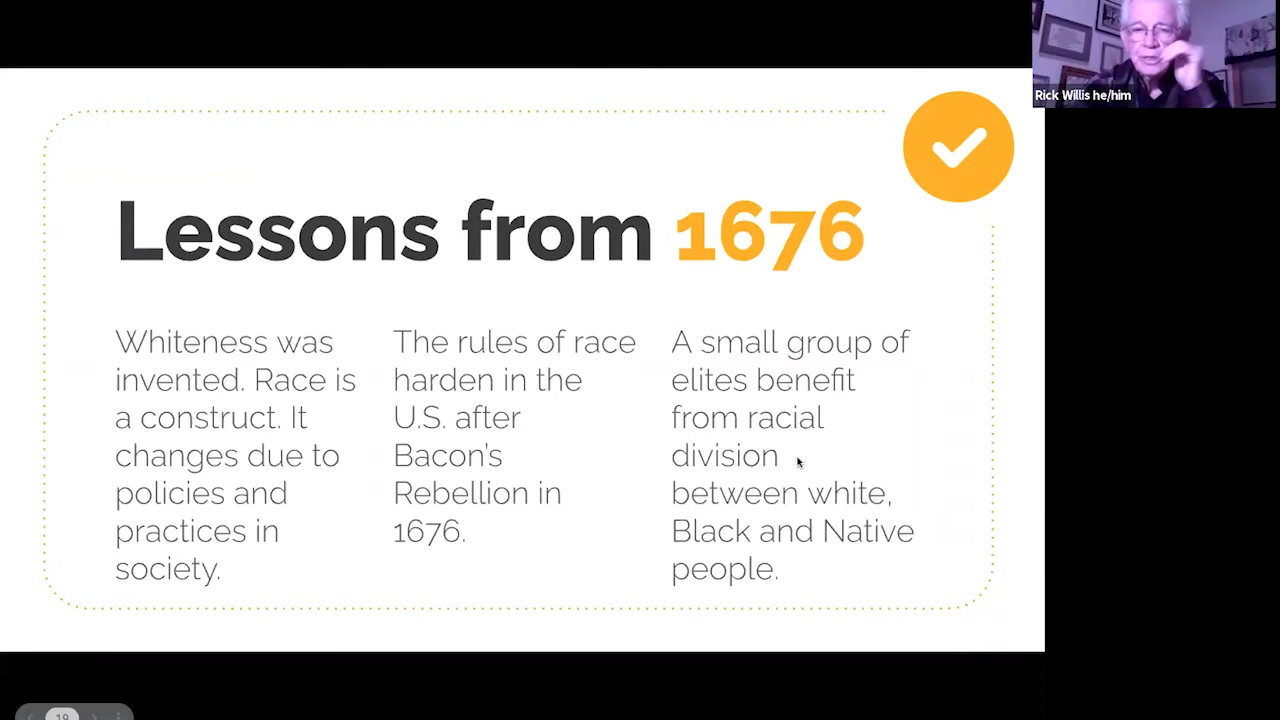 Rick Willis he/him
Lessons from 1676
Whiteness was
invented. Race is
a construct. It
changes due to
policies and
practices in
society.
The rules of race
harden in the
U.S. after
Bacon's
Rebellion in
1676.
A small group of
elites benefit
from racial
division
between white,
Black and Native
people.
19